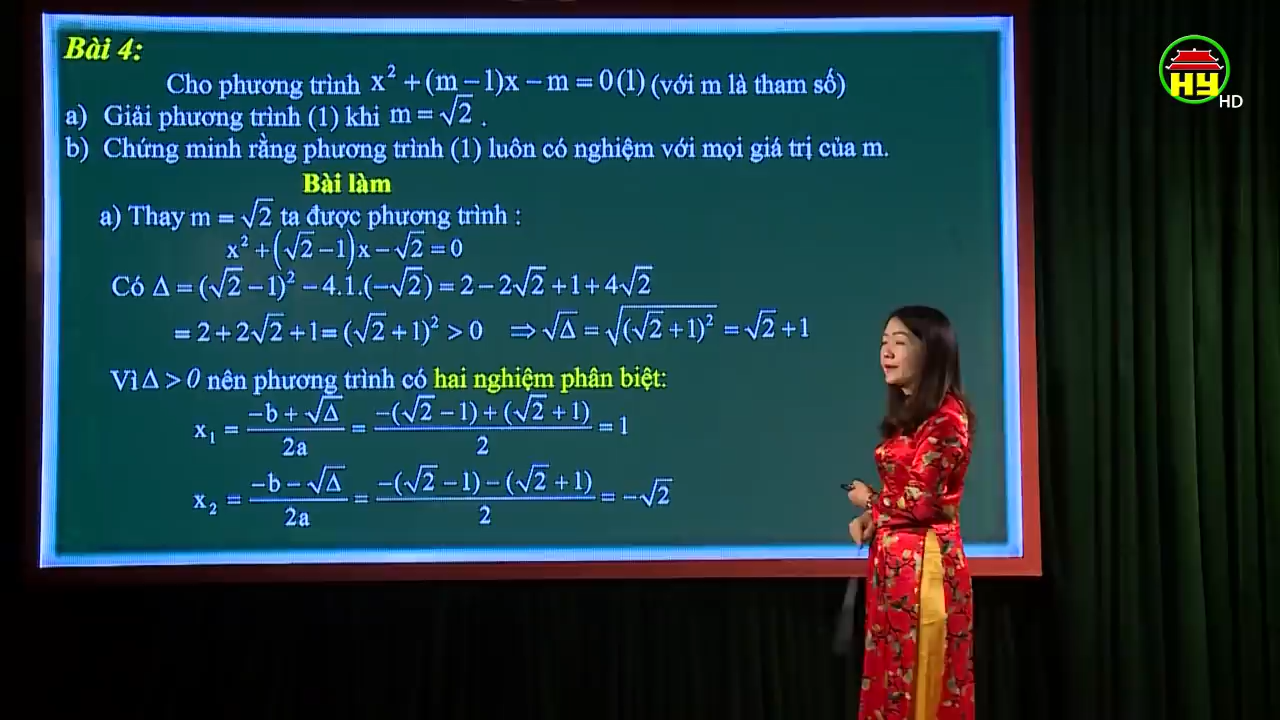 Bài 4:
Cho phương trình x² + (m − 1)x − m = 0 (1) (với m là tham số)
a) Giải phương trình (1) khi m = √2 .
b) Chứng minh rằng phương trình (1) luôn có nghiệm với mọi giá trị của m.
Bài làm
a) Thay m = √2 ta được phương trình :
x² + (√2 − 1)x − √2 = 0
Có Δ = (√2 − 1)² − 4.1.(−√2) = 2 − 2√2 + 1 + 4√2
= 2 + 2√2 + 1 = (√2 + 1)² > 0 ⇒ √Δ = √((√2 + 1)²) = √2 + 1
Vì Δ > 0 nên phương trình có hai nghiệm phân biệt:
x₁ = (−b + √Δ)/2a = (−(√2 − 1) + (√2 + 1))/2 = 1
x₂ = (−b − √Δ)/2a = (−(√2 − 1) − (√2 + 1))/2 = −√2
HY
HD